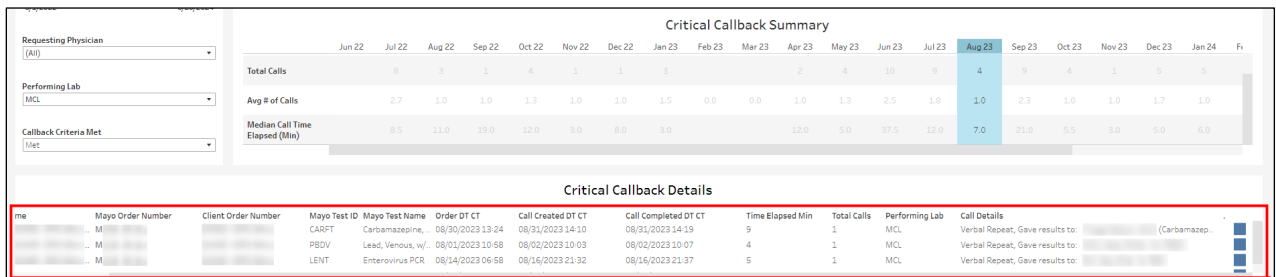 Critical Callback Summary
Requesting Physician
(All)
Performing Lab
MCL
Callback Criteria Met
Met
Jun 22 Jul 22 Aug 22 Sep 22 Oct 22 Nov 22 Dec 22 Jan 23 Feb 23 Mar 23 Apr 23 May 23 Jun 23 Jul 23 Aug 23 Sep 23 Oct 23 Nov 23 Dec 23 Jan 24
Total Calls 8 3 1 4 1 1 3 2 4 10 9 4 9 4 1 5 5
Avg # of Calls 2.7 1.0 1.0 1.3 1.0 1.0 1.5 0.0 0.0 1.0 1.3 2.5 1.8 1.0 2.3 1.0 1.0 1.7 1.0
Median Call Time
Elapsed (Min) 8.5 11.0 19.0 12.0 3.0 8.0 3.0 12.0 5.0 37.5 12.0 7.0 21.0 5.5 3.0 5.0 6.0
Critical Callback Details
me Mayo Order Number Client Order Number Mayo Test ID Mayo Test Name Order DT CT Call Created DT CT Call Completed DT CT Time Elapsed Min Total Calls Performing Lab Call Details
.. M CARFT Carbamazepine, .. 08/30/2023 13:24 08/31/2023 14:10 08/31/2023 14:19 9 1 MCL Verbal Repeat, Gave results to: (Carbamazep..
.. M PBDV Lead, Venous, w/.. 08/01/2023 10:58 08/02/2023 10:03 08/02/2023 10:07 4 1 MCL Verbal Repeat, Gave results to:
.. M LENT Enterovirus PCR 08/14/2023 06:58 08/16/2023 21:32 08/16/2023 21:37 5 1 MCL Verbal Repeat, Gave results to: